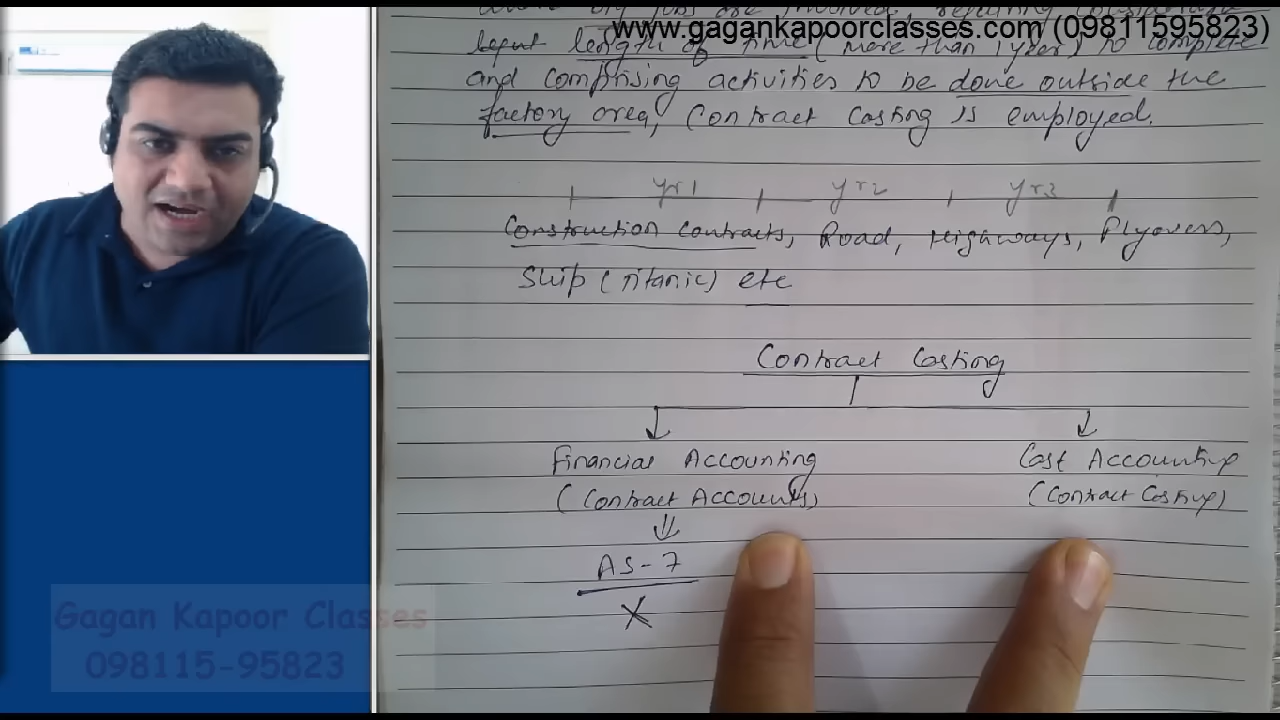 www.gagankapoorclasses.com (09811595823)
length of time (more than 1 year) to complete
and comprising activities to be done outside the
factory area, Contract Costing is employed.
yr1 yr2 yr3
Construction contracts, Road, Highways, Flyovers,
Ship (Titanic) etc
Contract Costing
Financial Accounting Cost Accounting
(Contract Accounts) (Contract Costing)
AS-7
X
Gagan Kapoor Classes
098115-95823